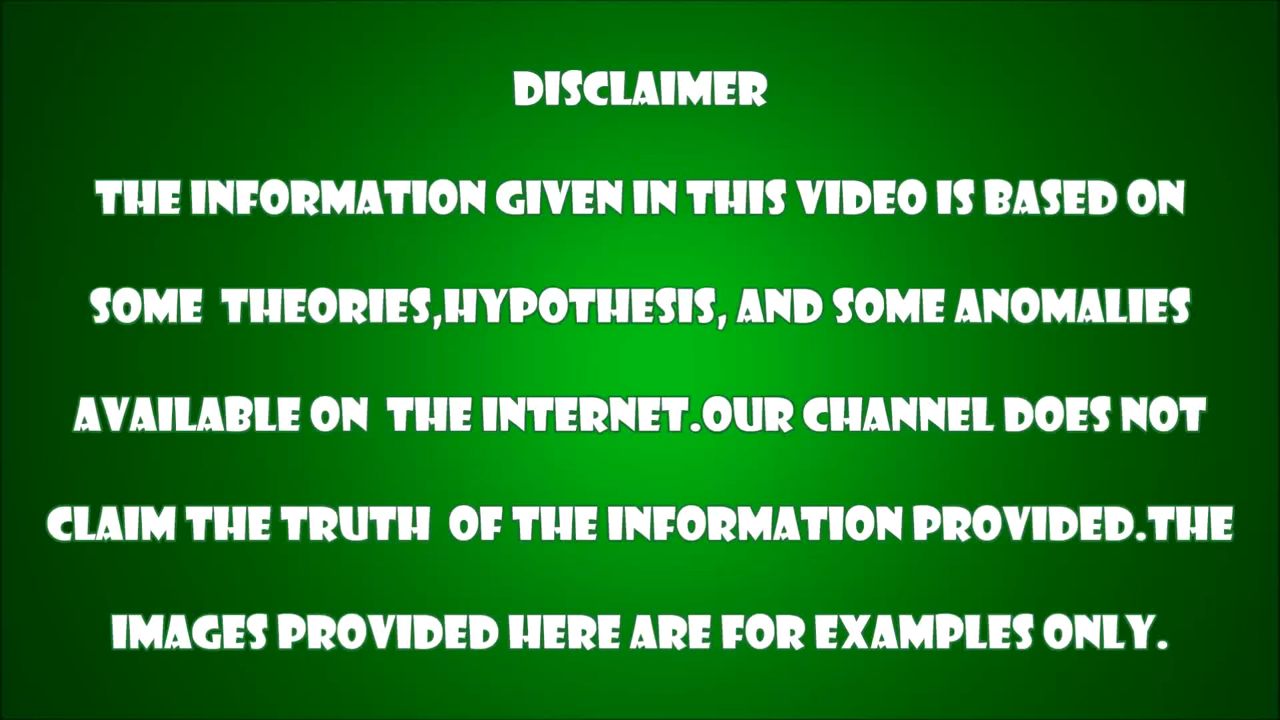 DISCLAIMER
THE INFORMATION GIVEN IN THIS VIDEO IS BASED ON
SOME  THEORIES,HYPOTHESIS, AND SOME ANOMALIES
AVAILABLE ON  THE INTERNET.OUR CHANNEL DOES NOT
CLAIM THE TRUTH  OF THE INFORMATION PROVIDED.THE
IMAGES PROVIDED HERE ARE FOR EXAMPLES ONLY.